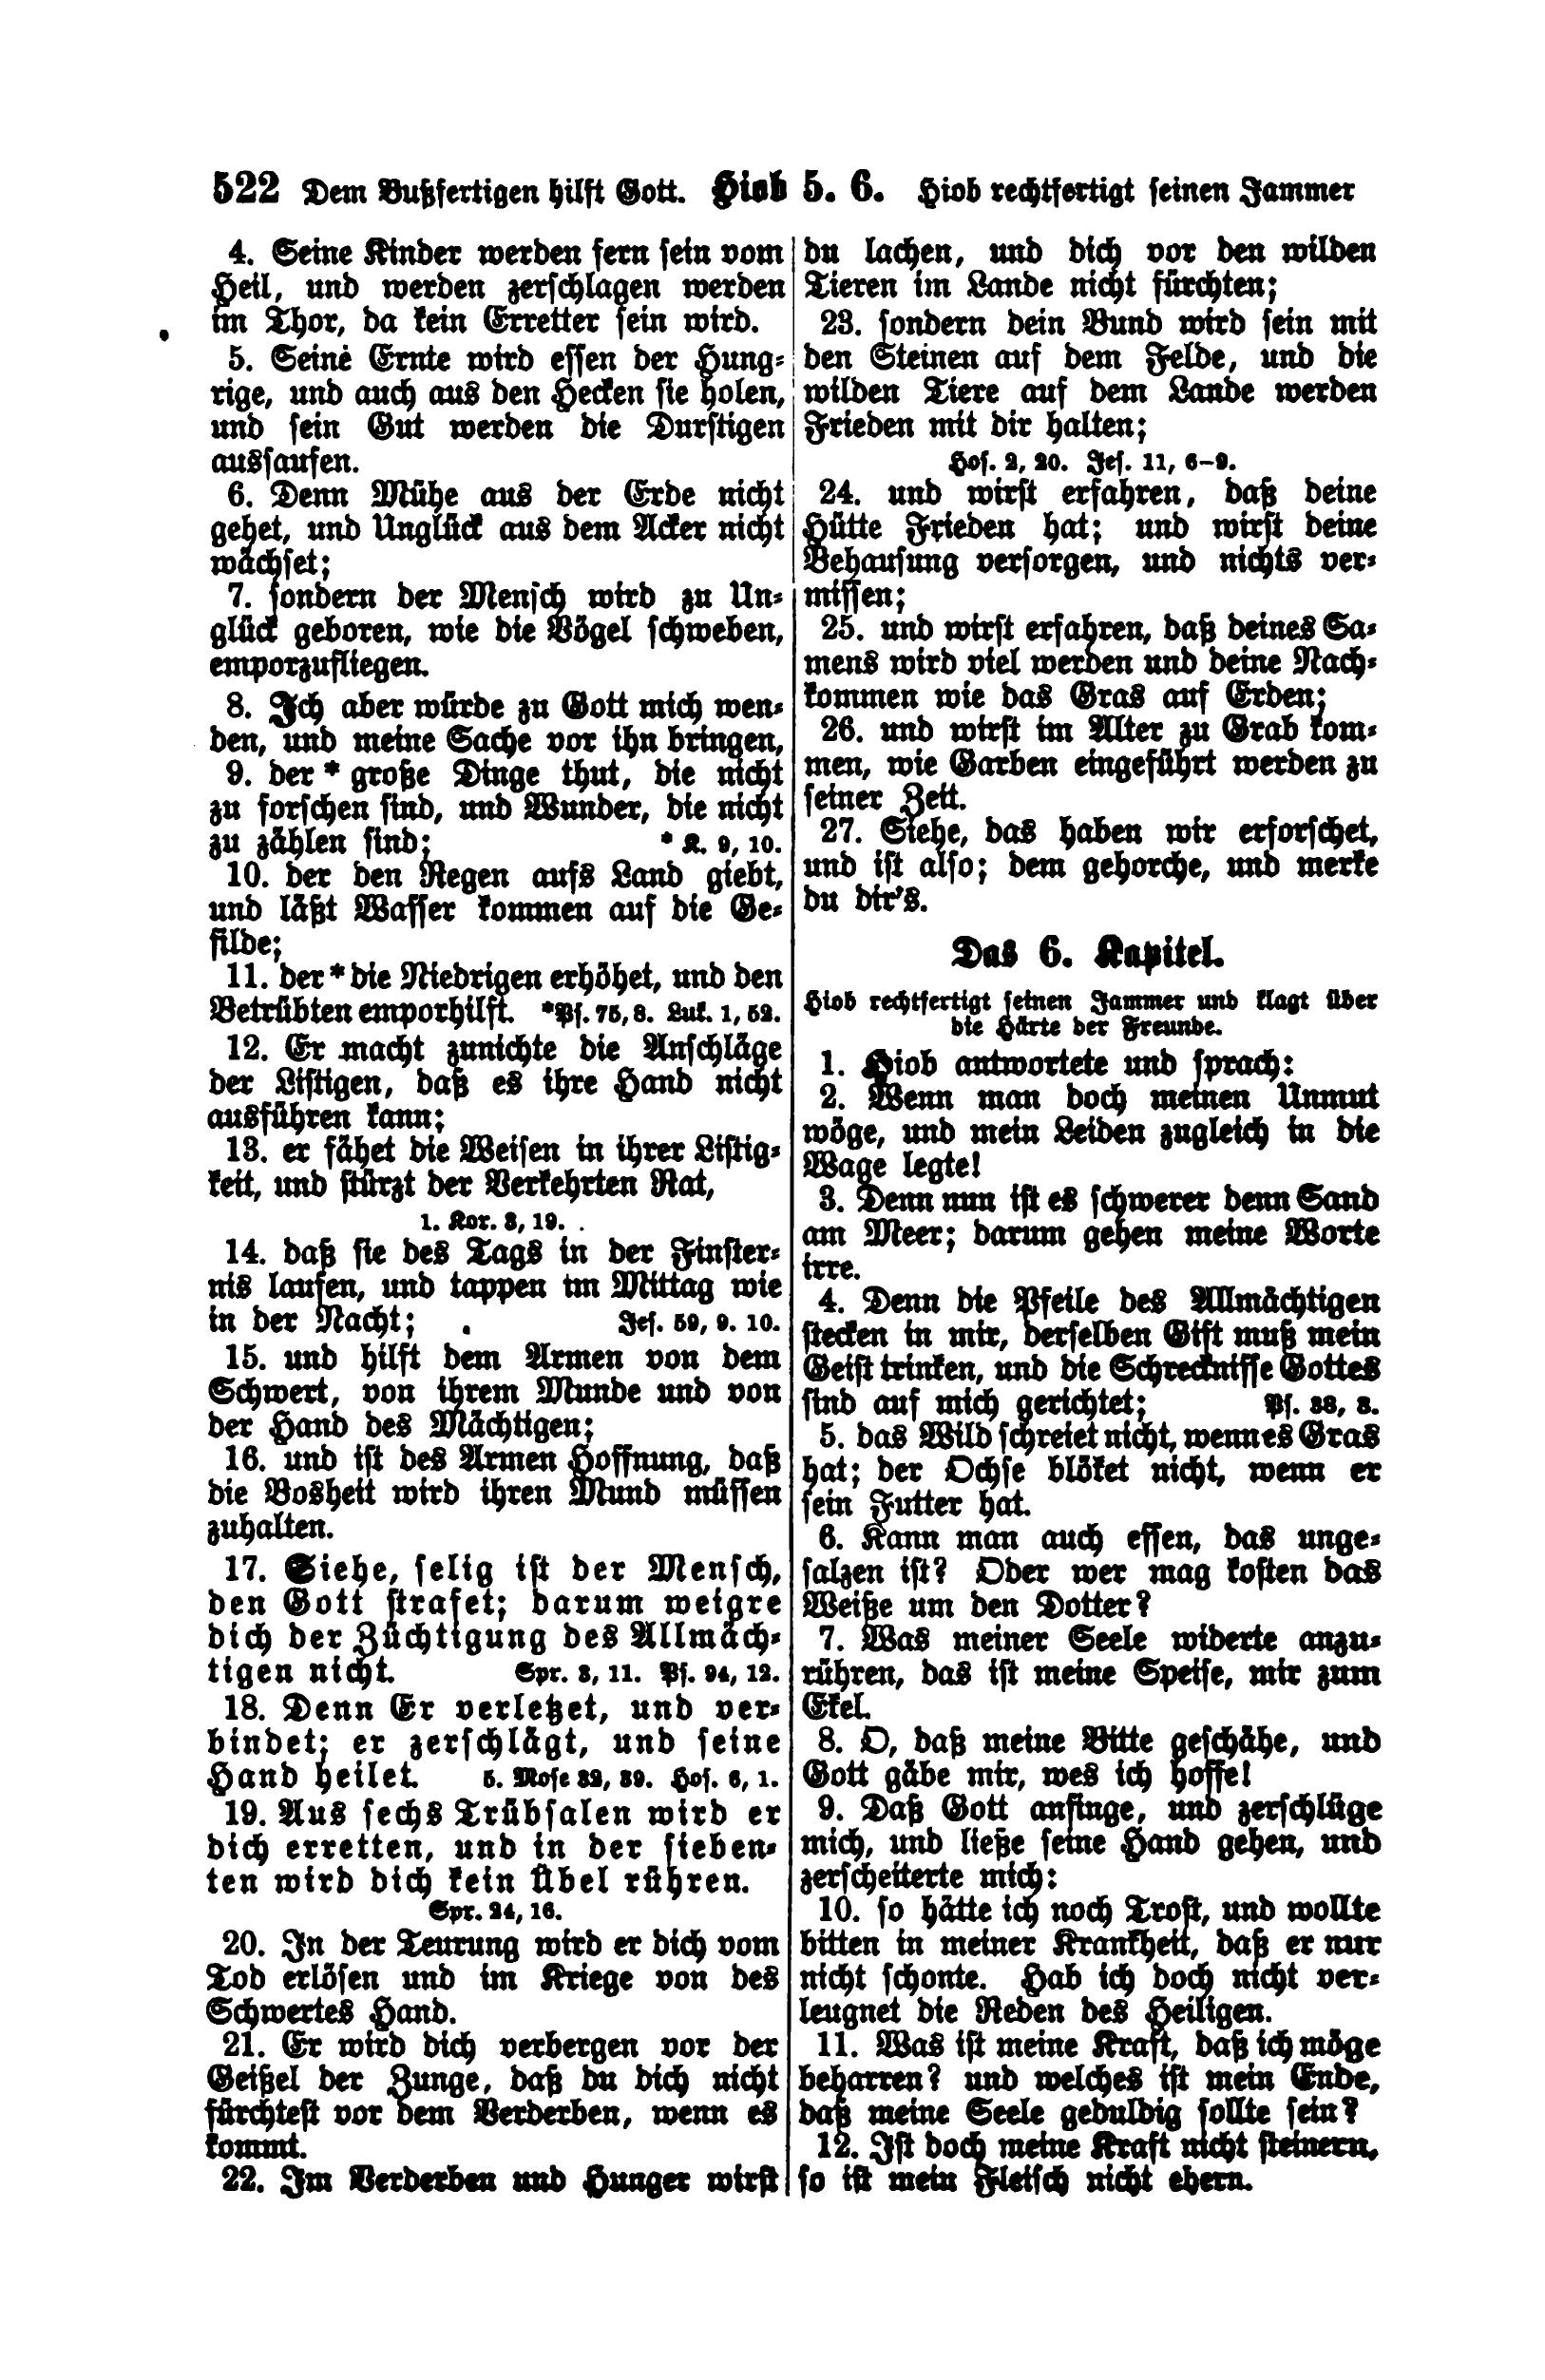 522 Dem Bußfertigen hilft Gott. Hiob 5. 6. Hiob rechtfertigt seinen Jammer
4. Seine Kinder werden fern sein vom
Heil, und werden zerschlagen werden
im Thor, da kein Erretter sein wird.
5. Seine Ernte wird essen der Hung-
rige, und auch aus den Hecken sie holen,
und sein Gut werden die Durstigen
aussaufen.
6. Denn Mühe aus der Erde nicht
gehet, und Unglück aus dem Acker nicht
wächset;
7. sondern der Mensch wird zu Un-
glück geboren, wie die Vögel schweben,
emporzufliegen.
8. Ich aber würde zu Gott mich wen-
den, und meine Sache vor ihn bringen,
9. der * große Dinge thut, die nicht
zu forschen sind, und Wunder, die nicht
zu zählen sind; * K. 9, 10.
10. der den Regen aufs Land giebt,
und läßt Wasser kommen auf die Ge-
filde;
11. der * die Niedrigen erhöhet, und den
Betrübten emporhilft. *Ps. 75, 8. Luk. 1, 52.
12. Er macht zunichte die Anschläge
der Listigen, daß es ihre Hand nicht
ausführen kann;
13. er fähet die Weisen in ihrer Listig-
keit, und stürzt der Verkehrten Rat,
1. Kor. 3, 19.
14. daß sie des Tags in der Finster-
nis laufen, und tappen im Mittag wie
in der Nacht; Jes. 59, 9. 10.
15. und hilft dem Armen von dem
Schwert, von ihrem Munde und von
der Hand des Mächtigen;
16. und ist des Armen Hoffnung, daß
die Bosheit wird ihren Mund müssen
zuhalten.
17. Siehe, selig ist der Mensch,
den Gott strafet; darum weigre
dich der Züchtigung des Allmäch-
tigen nicht. Spr. 3, 11. Ps. 94, 12.
18. Denn Er verletzet, und ver-
bindet; er zerschlägt, und seine
Hand heilet. 5. Mose 32, 39. Hos. 6, 1.
19. Aus sechs Trübsalen wird er
dich erretten, und in der sieben-
ten wird dich kein Übel rühren.
Spr. 24, 16.
20. In der Teurung wird er dich vom
Tod erlösen und im Kriege von des
Schwertes Hand.
21. Er wird dich verbergen vor der
Geißel der Zunge, daß du dich nicht
fürchtest vor dem Verderben, wenn es
kommt.
22. Im Verderben und Hunger wirst
du lachen, und dich vor den wilden
Tieren im Lande nicht fürchten;
23. sondern dein Bund wird sein mit
den Steinen auf dem Felde, und die
wilden Tiere auf dem Lande werden
Frieden mit dir halten;
Hos. 2, 20. Jes. 11, 6-9.
24. und wirst erfahren, daß deine
Hütte Frieden hat; und wirst deine
Behausung versorgen, und nichts ver-
missen;
25. und wirst erfahren, daß deines Sa-
mens wird viel werden und deine Nach-
kommen wie das Gras auf Erden;
26. und wirst im Alter zu Grab kom-
men, wie Garben eingeführt werden zu
seiner Zeit.
27. Siehe, das haben wir erforschet,
und ist also; dem gehorche, und merke
du dir's.
Das 6. Kapitel.
Hiob rechtfertigt seinen Jammer und klagt über
die Härte der Freunde.
1. Hiob antwortete und sprach:
2. Wenn man doch meinen Unmut
wöge, und mein Leiden zugleich in die
Wage legte!
3. Denn nun ist es schwerer denn Sand
am Meer; darum gehen meine Worte
irre.
4. Denn die Pfeile des Allmächtigen
stecken in mir, derselben Gift muß mein
Geist trinken, und die Schrecknisse Gottes
sind auf mich gerichtet; Ps. 38, 3.
5. das Wild schreiet nicht, wenn es Gras
hat; der Ochse blöket nicht, wenn er
sein Futter hat.
6. Kann man auch essen, das unge-
salzen ist? Oder wer mag kosten das
Weiße um den Dotter?
7. Was meiner Seele widerte anzu-
rühren, das ist meine Speise, mir zum
Ekel.
8. O, daß meine Bitte geschähe, und
Gott gäbe mir, wes ich hoffe!
9. Daß Gott anfinge, und zerschlüge
mich, und ließe seine Hand gehen, und
zerscheiterte mich:
10. so hätte ich noch Trost, und wollte
bitten in meiner Krankheit, daß er nur
nicht schonte. Hab ich doch nicht ver-
leugnet die Reden des Heiligen.
11. Was ist meine Kraft, daß ich möge
beharren? und welches ist mein Ende,
daß meine Seele geduldig sollte sein?
12. Ist doch meine Kraft nicht steinern,
so ist mein Fleisch nicht ehern.